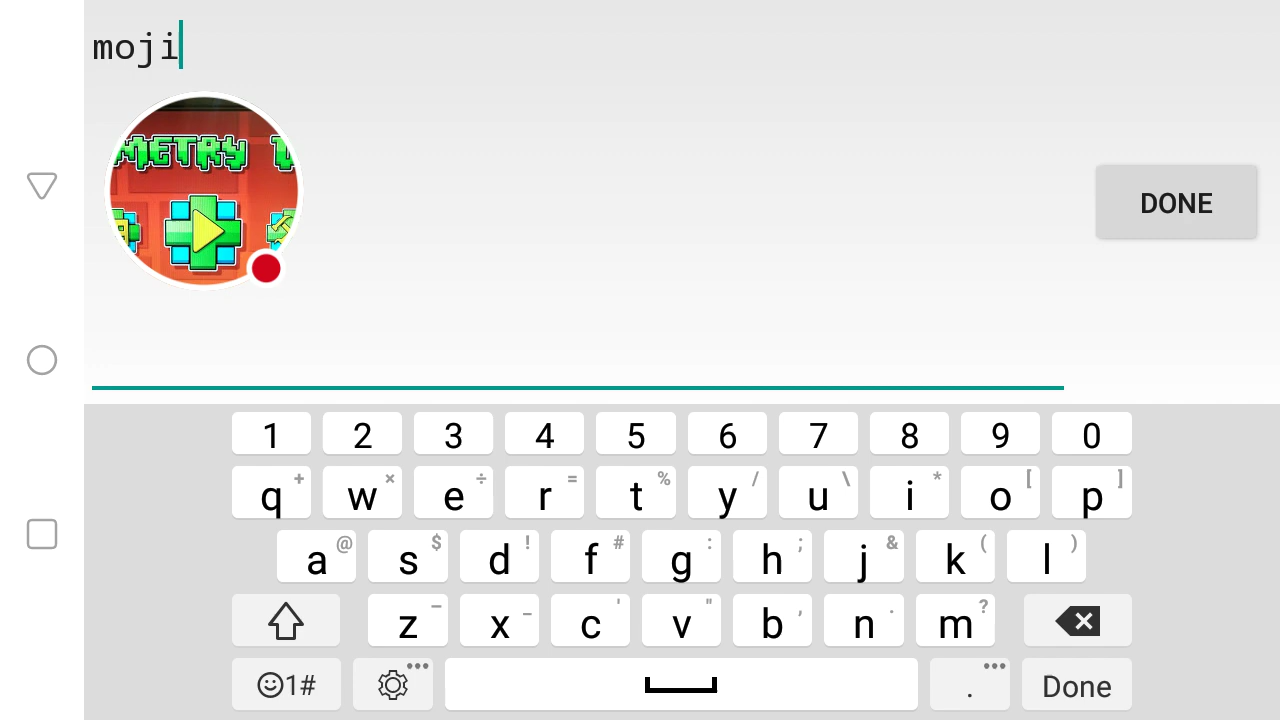 moji
METRY
DONE
1 2 3 4 5 6 7 8 9 0
q + w × e ÷ r = t % y / u \ i * o [ p ]
a @ s $ d ! f # g : h ; j & k ( l )
z – x - c ' v " b , n . m ?
1# ... . ... Done